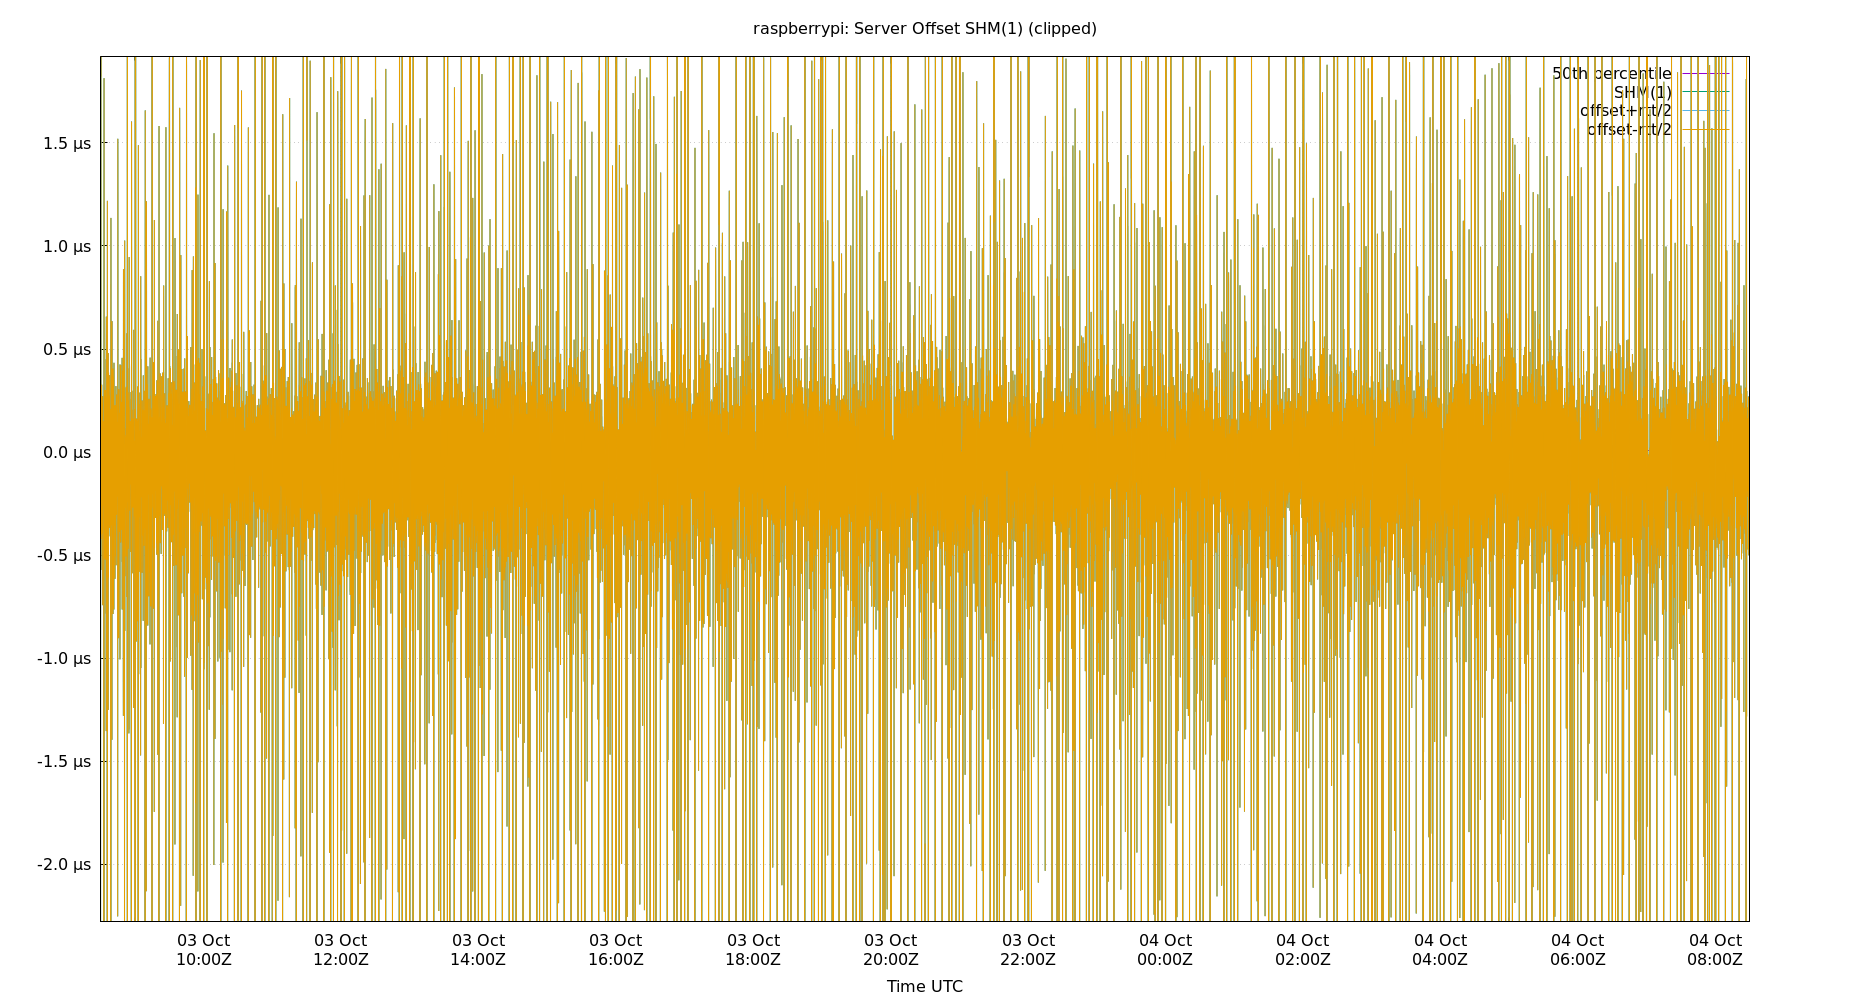 raspberrypi: Server Offset SHM(1) (clipped)
50th percentile
SHM(1)
offset+rtt/2
offset-rtt/2
1.5 µs
1.0 µs
0.5 µs
0.0 µs
-0.5 µs
-1.0 µs
-1.5 µs
-2.0 µs
03 Oct 03 Oct 03 Oct 03 Oct 03 Oct 03 Oct 03 Oct 04 Oct 04 Oct 04 Oct 04 Oct 04 Oct
10:00Z 12:00Z 14:00Z 16:00Z 18:00Z 20:00Z 22:00Z 00:00Z 02:00Z 04:00Z 06:00Z 08:00Z
Time UTC